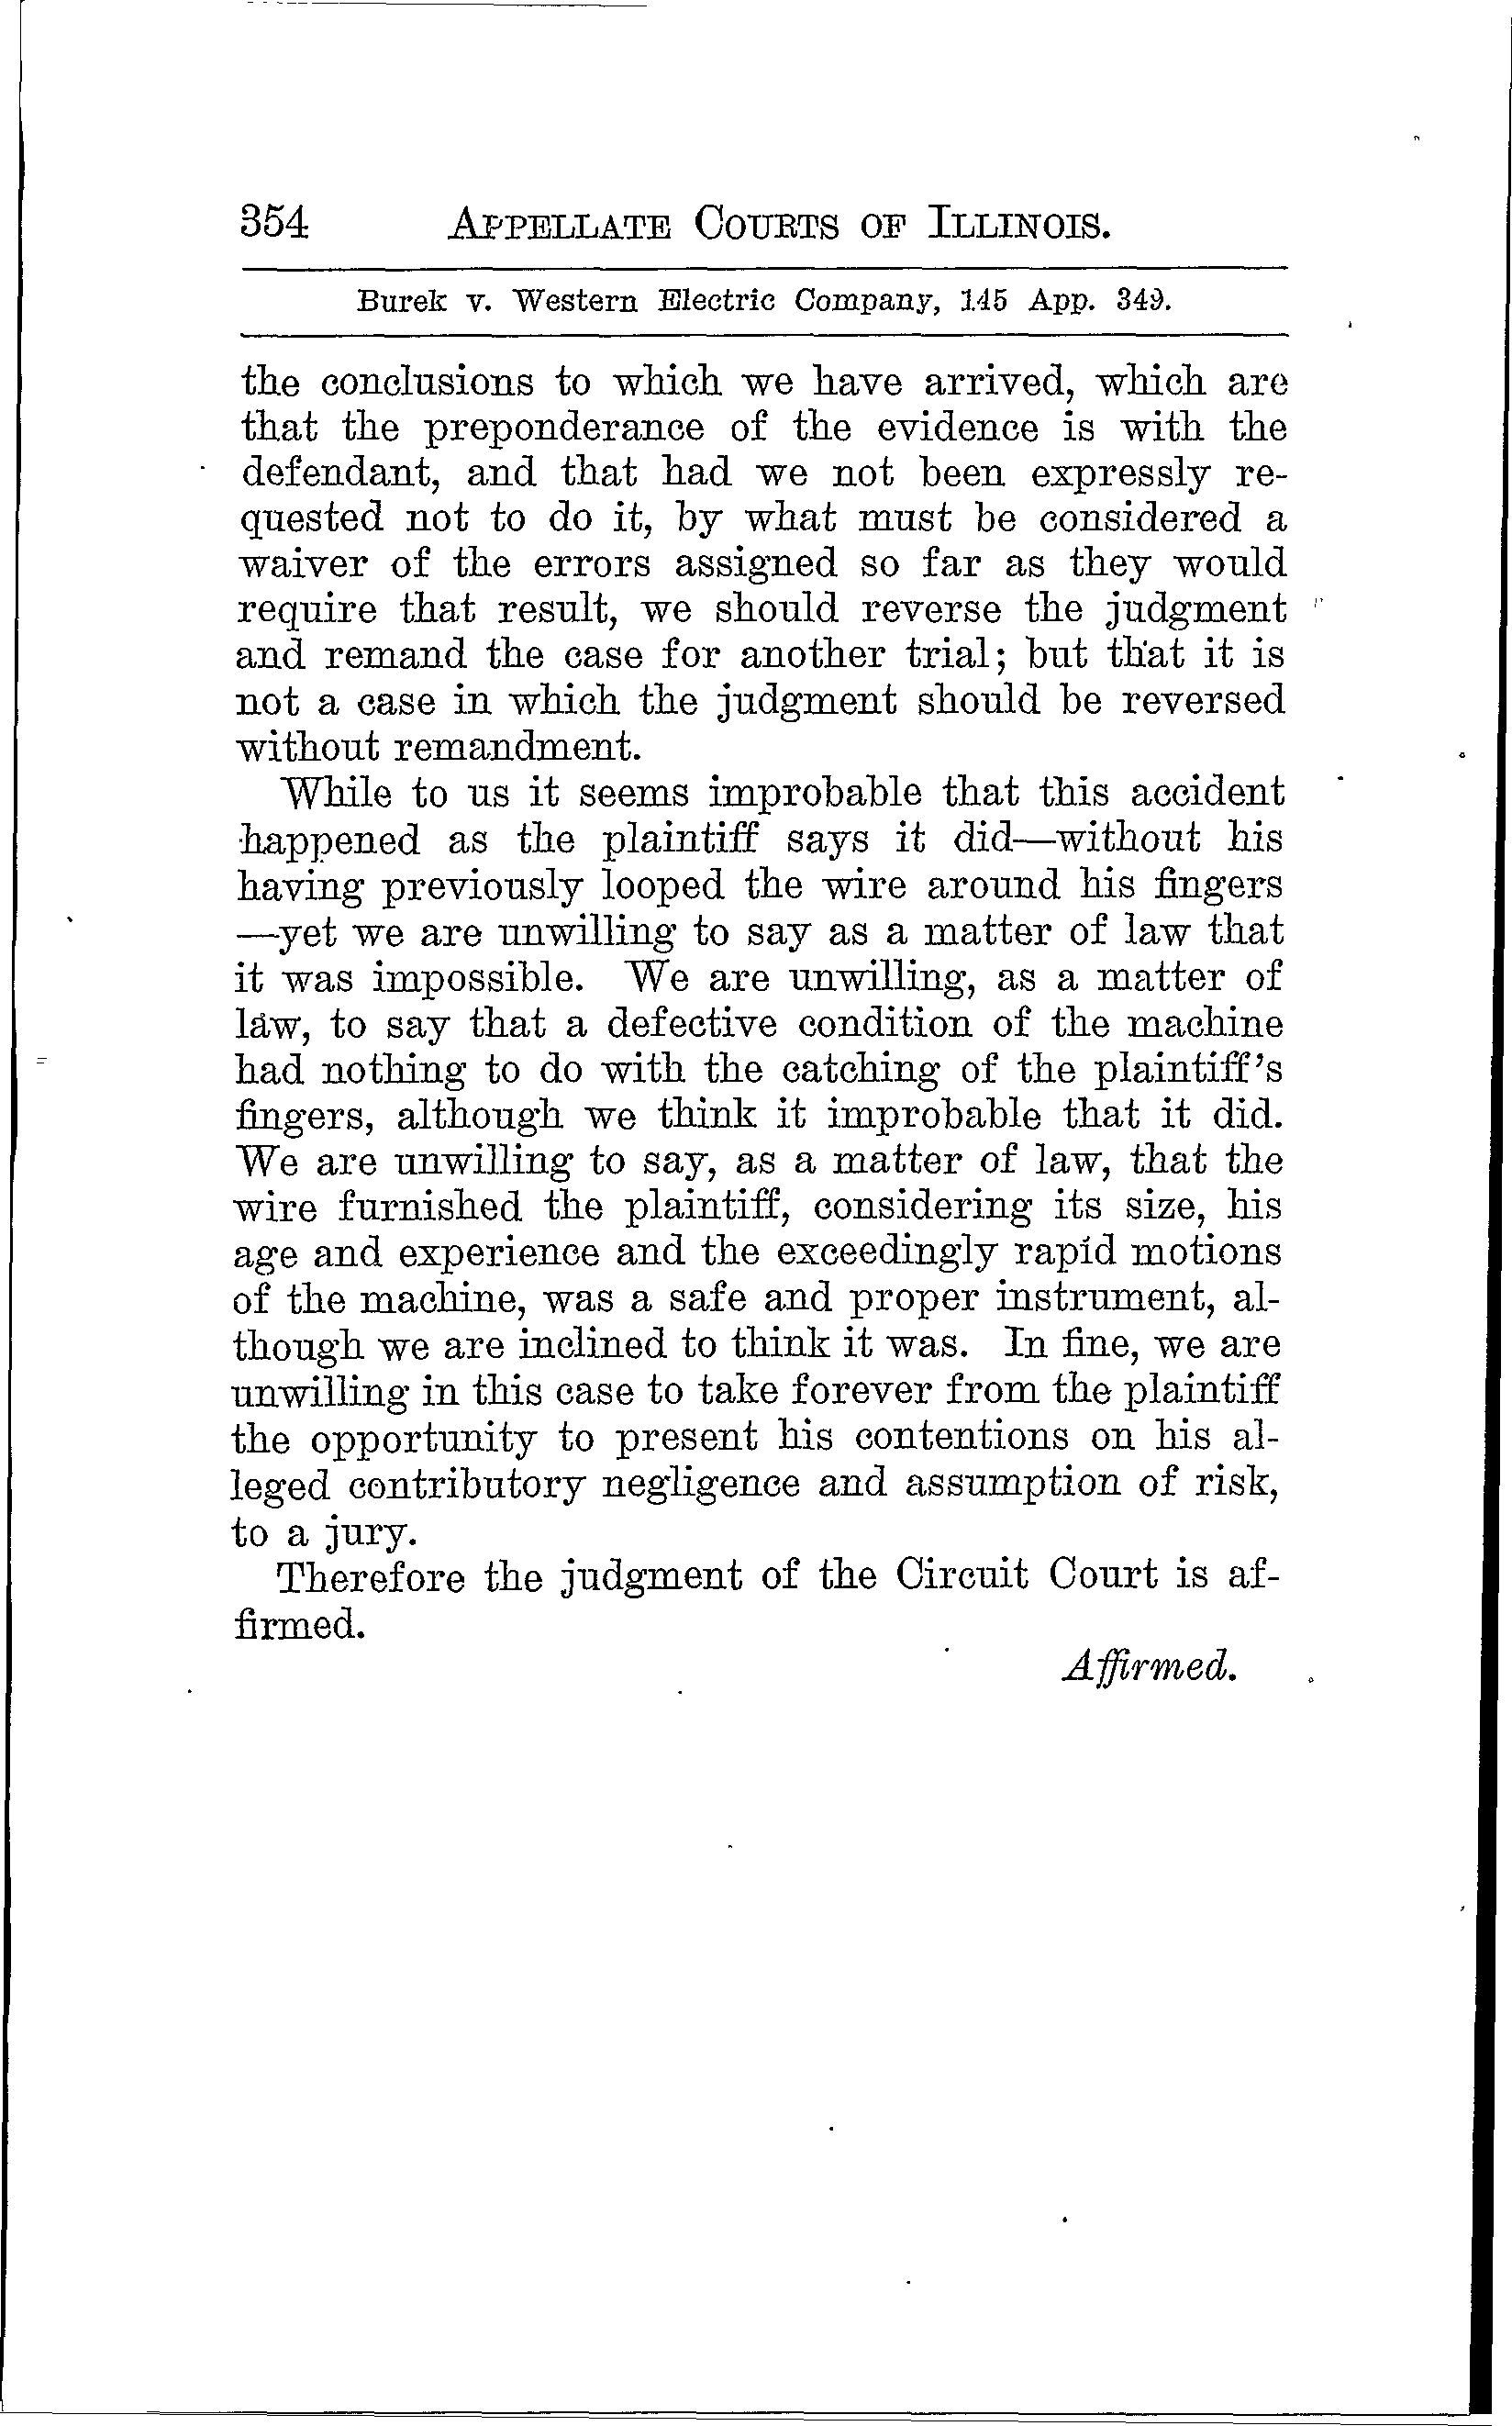 354 APPELLATE COURTS OF ILLINOIS.
Burek v. Western Electric Company, 145 App. 349.
the conclusions to which we have arrived, which are
that the preponderance of the evidence is with the
defendant, and that had we not been expressly re-
quested not to do it, by what must be considered a
waiver of the errors assigned so far as they would
require that result, we should reverse the judgment
and remand the case for another trial; but that it is
not a case in which the judgment should be reversed
without remandment.
While to us it seems improbable that this accident
happened as the plaintiff says it did—without his
having previously looped the wire around his fingers
—yet we are unwilling to say as a matter of law that
it was impossible. We are unwilling, as a matter of
law, to say that a defective condition of the machine
had nothing to do with the catching of the plaintiff's
fingers, although we think it improbable that it did.
We are unwilling to say, as a matter of law, that the
wire furnished the plaintiff, considering its size, his
age and experience and the exceedingly rapid motions
of the machine, was a safe and proper instrument, al-
though we are inclined to think it was. In fine, we are
unwilling in this case to take forever from the plaintiff
the opportunity to present his contentions on his al-
leged contributory negligence and assumption of risk,
to a jury.
Therefore the judgment of the Circuit Court is af-
firmed.
Affirmed.